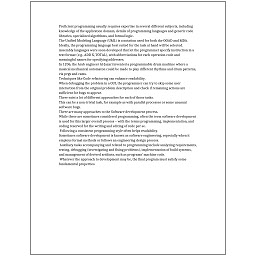 Proficient programming usually requires expertise in several different subjects, including
knowledge of the application domain, details of programming languages and generic code
libraries, specialized algorithms, and formal logic.
The Unified Modeling Language (UML) is a notation used for both the OOAD and MDA.
Ideally, the programming language best suited for the task at hand will be selected.
Assembly languages were soon developed that let the programmer specify instruction in a
text format (e.g., ADD X, TOTAL), with abbreviations for each operation code and
meaningful names for specifying addresses.
In 1206, the Arab engineer Al-Jazari invented a programmable drum machine where a
musical mechanical automaton could be made to play different rhythms and drum patterns,
via pegs and cams.
Techniques like Code refactoring can enhance readability.
When debugging the problem in a GUI, the programmer can try to skip some user
interaction from the original problem description and check if remaining actions are
sufficient for bugs to appear.
There exist a lot of different approaches for each of those tasks.
This can be a non-trivial task, for example as with parallel processes or some unusual
software bugs.
There are many approaches to the Software development process.
While these are sometimes considered programming, often the term software development
is used for this larger overall process – with the terms programming, implementation, and
coding reserved for the writing and editing of code per se.
Following a consistent programming style often helps readability.
Sometimes software development is known as software engineering, especially when it
employs formal methods or follows an engineering design process.
Auxiliary tasks accompanying and related to programming include analyzing requirements,
testing, debugging (investigating and fixing problems), implementation of build systems,
and management of derived artifacts, such as programs' machine code.
Whatever the approach to development may be, the final program must satisfy some
fundamental properties.